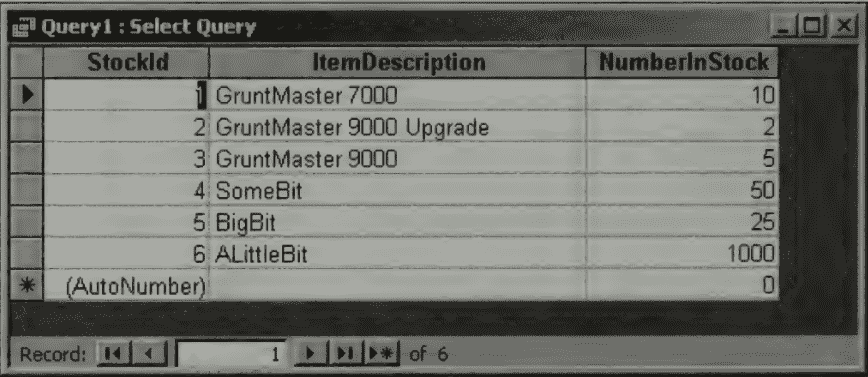 Query1 : Select Query
StockId ItemDescription NumberInStock
1 GruntMaster 7000 10
2 GruntMaster 9000 Upgrade 2
3 GruntMaster 9000 5
4 SomeBit 50
5 BigBit 25
6 ALittleBit 1000
(AutoNumber) 0
Record: 1 of 6